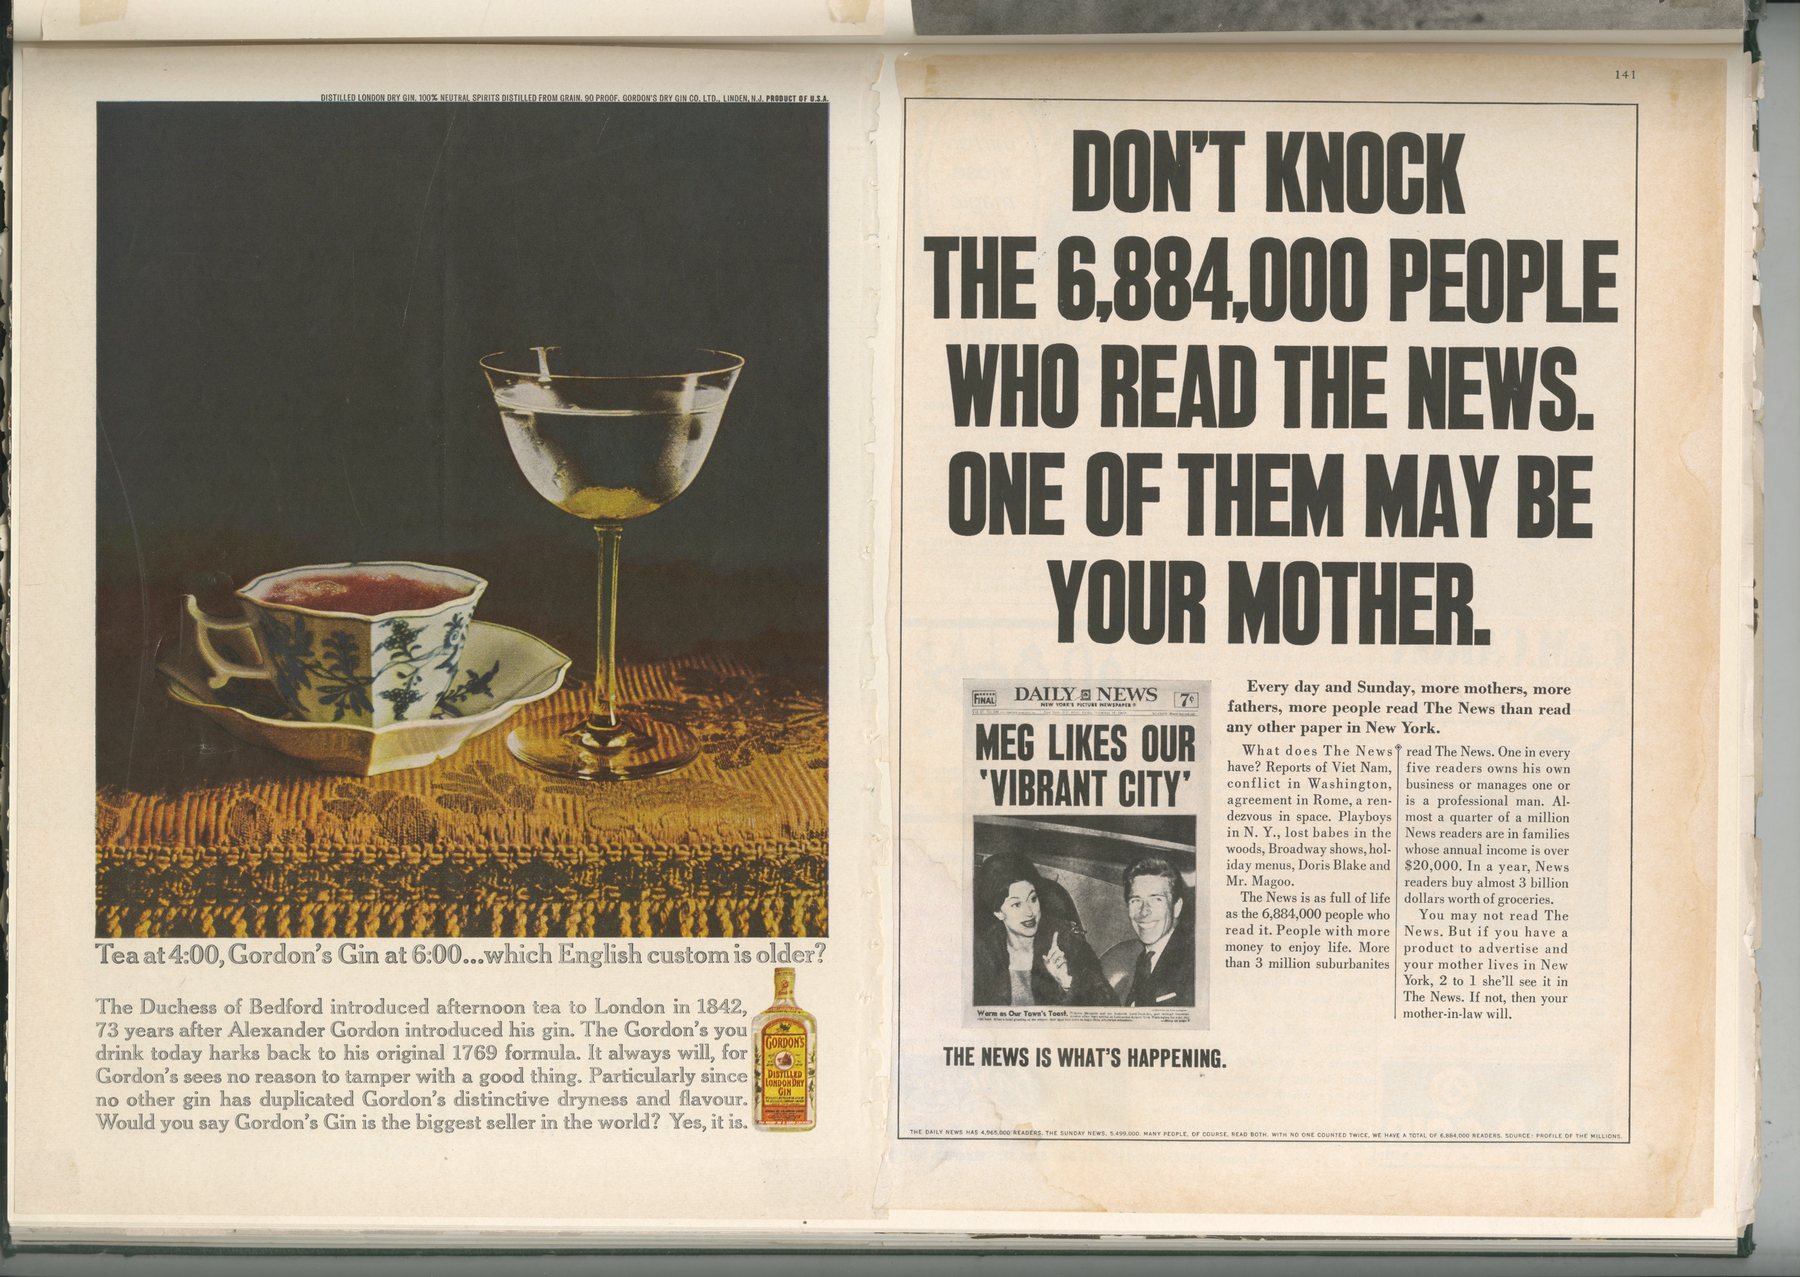 DISTILLED LONDON DRY GIN. 100% NEUTRAL SPIRITS DISTILLED FROM GRAIN. 90 PROOF. GORDON'S DRY GIN CO. LTD., LINDEN, N.J. PRODUCT OF U.S.A.
Tea at 4:00, Gordon's Gin at 6:00...which English custom is older?
The Duchess of Bedford introduced afternoon tea to London in 1842,
73 years after Alexander Gordon introduced his gin. The Gordon's you
drink today harks back to his original 1769 formula. It always will, for
Gordon's sees no reason to tamper with a good thing. Particularly since
no other gin has duplicated Gordon's distinctive dryness and flavour.
Would you say Gordon's Gin is the biggest seller in the world? Yes, it is.
GORDON'S
DISTILLED
LONDON DRY
GIN
141
DON'T KNOCK
THE 6,884,000 PEOPLE
WHO READ THE NEWS.
ONE OF THEM MAY BE
YOUR MOTHER.
FINAL
DAILY NEWS
NEW YORK'S PICTURE NEWSPAPER
7¢
MEG LIKES OUR
'VIBRANT CITY'
Warm as Our Town's Toast.
Every day and Sunday, more mothers, more
fathers, more people read The News than read
any other paper in New York.
What does The News
have? Reports of Viet Nam,
conflict in Washington,
agreement in Rome, a ren-
dezvous in space. Playboys
in N. Y., lost babes in the
woods, Broadway shows, hol-
iday menus, Doris Blake and
Mr. Magoo.
The News is as full of life
as the 6,884,000 people who
read it. People with more
money to enjoy life. More
than 3 million suburbanites
read The News. One in every
five readers owns his own
business or manages one or
is a professional man. Al-
most a quarter of a million
News readers are in families
whose annual income is over
$20,000. In a year, News
readers buy almost 3 billion
dollars worth of groceries.
You may not read The
News. But if you have a
product to advertise and
your mother lives in New
York, 2 to 1 she'll see it in
The News. If not, then your
mother-in-law will.
THE NEWS IS WHAT'S HAPPENING.
THE DAILY NEWS HAS 4,965,000 READERS. THE SUNDAY NEWS, 5,499,000. MANY PEOPLE, OF COURSE, READ BOTH. WITH NO ONE COUNTED TWICE, WE HAVE A TOTAL OF 6,884,000 READERS. SOURCE: PROFILE OF THE MILLIONS.